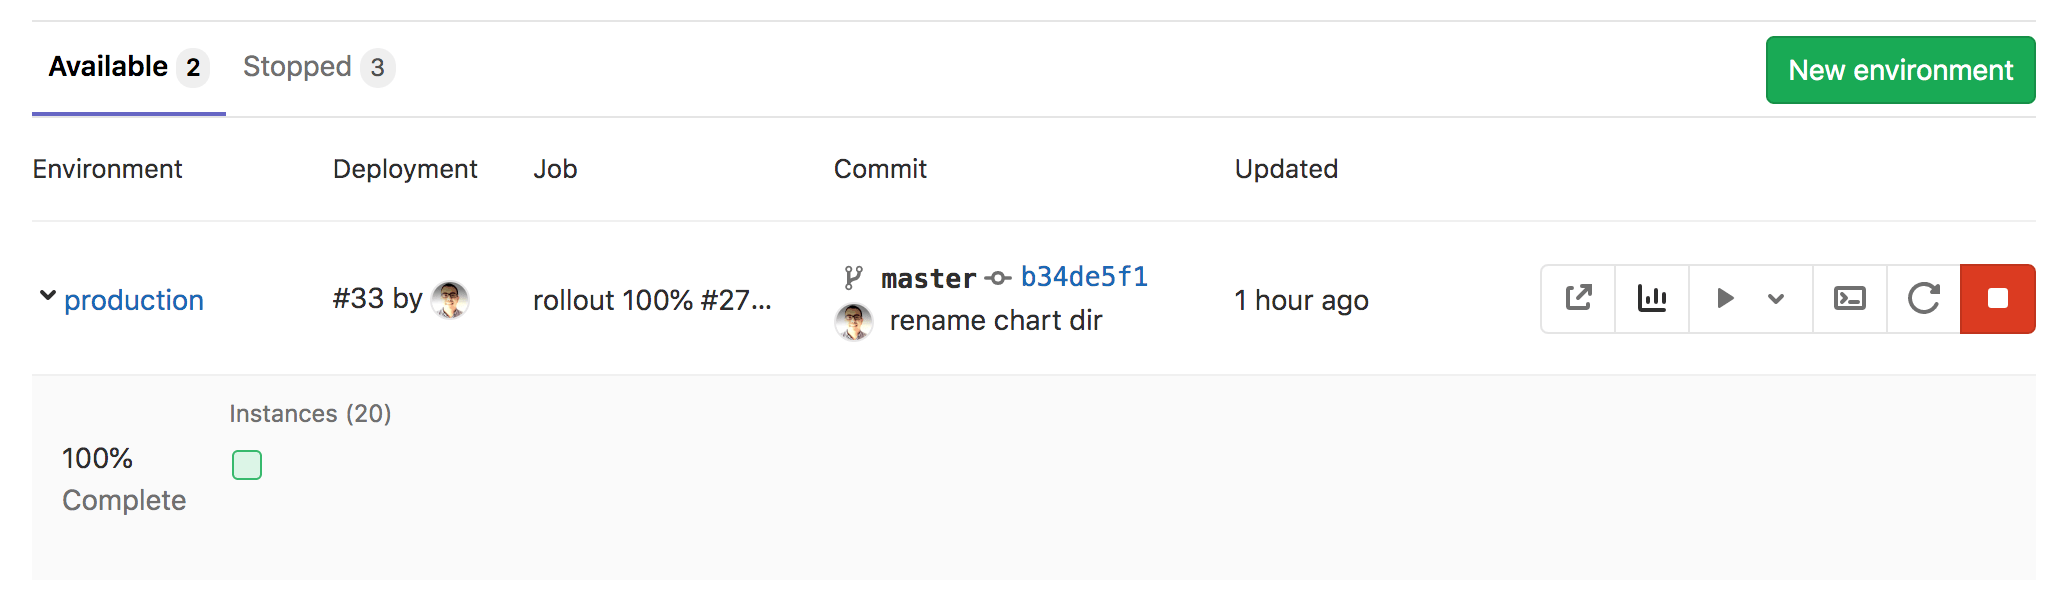 Available 2 Stopped 3 New environment
Environment Deployment Job Commit Updated
production #33 by rollout 100% #27... master b34de5f1 1 hour ago
rename chart dir
Instances (20)
100%
Complete